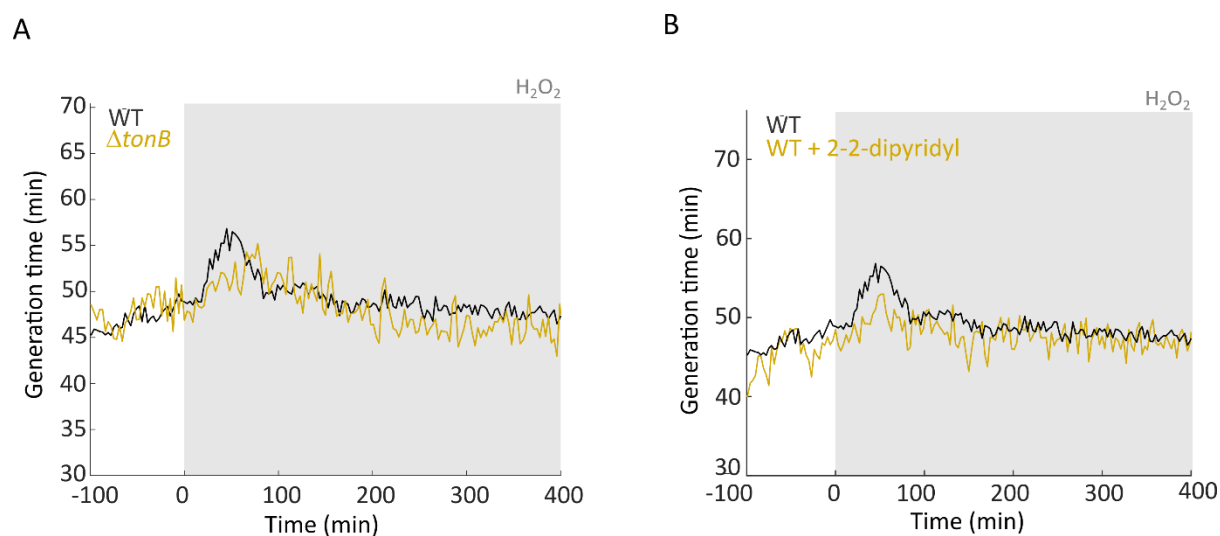 A
H₂O₂
WT
ΔtonB
70
65
60
55
50
45
40
35
30
Generation time (min)
-100 0 100 200 300 400
Time (min)
B
H₂O₂
WT
WT + 2-2-dipyridyl
70
60
50
40
30
Generation time (min)
-100 0 100 200 300 400
Time (min)